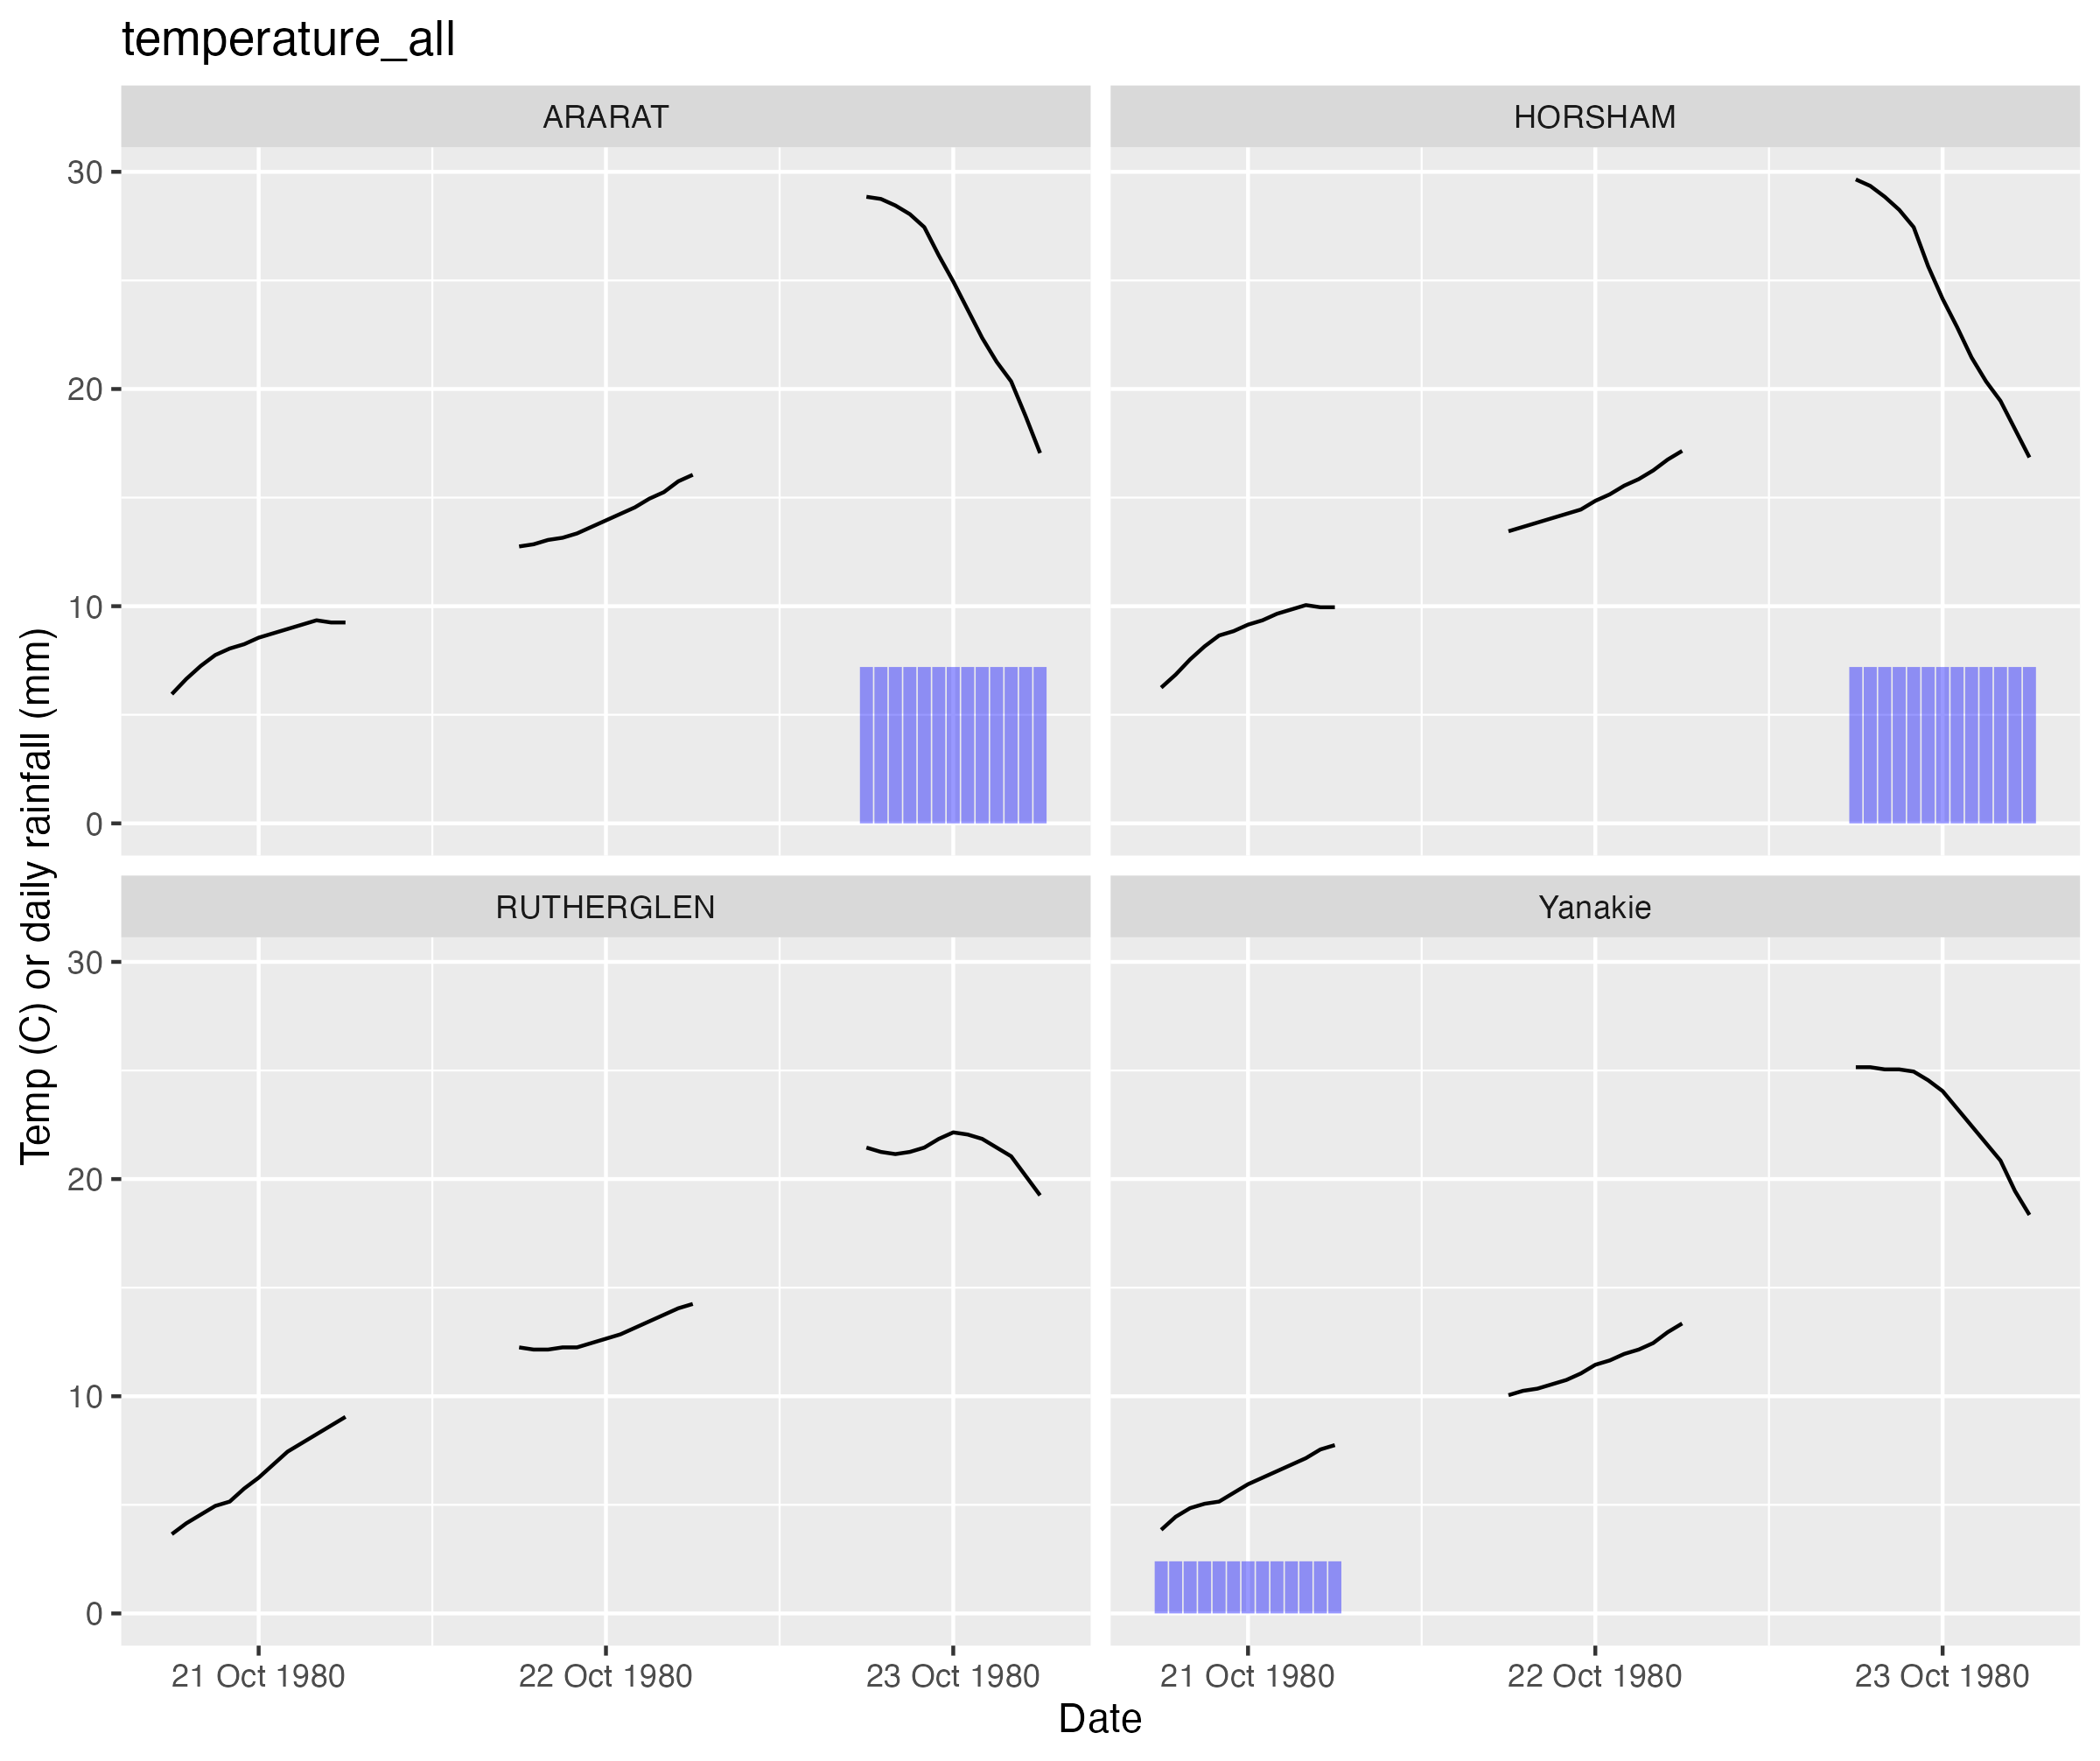 temperature_all
ARARAT
HORSHAM
30
20
10
0
Temp (C) or daily rainfall (mm)
RUTHERGLEN
Yanakie
30
20
10
0
21 Oct 1980
22 Oct 1980
23 Oct 1980
21 Oct 1980
22 Oct 1980
23 Oct 1980
Date